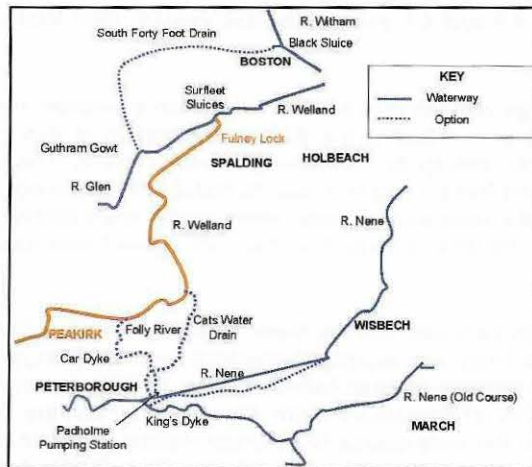 R. Witham
South Forty Foot Drain
Black Sluice
BOSTON
KEY
Waterway
Option
Surfleet
Sluices
R. Welland
Fulney Lock
Guthram Gowt
SPALDING
HOLBEACH
R. Glen
R. Welland
R. Nene
PEAKIRK
Folly River
Cats Water
Drain
WISBECH
Car Dyke
R. Nene
PETERBOROUGH
R. Nene (Old Course)
Padholme
Pumping Station
King's Dyke
MARCH